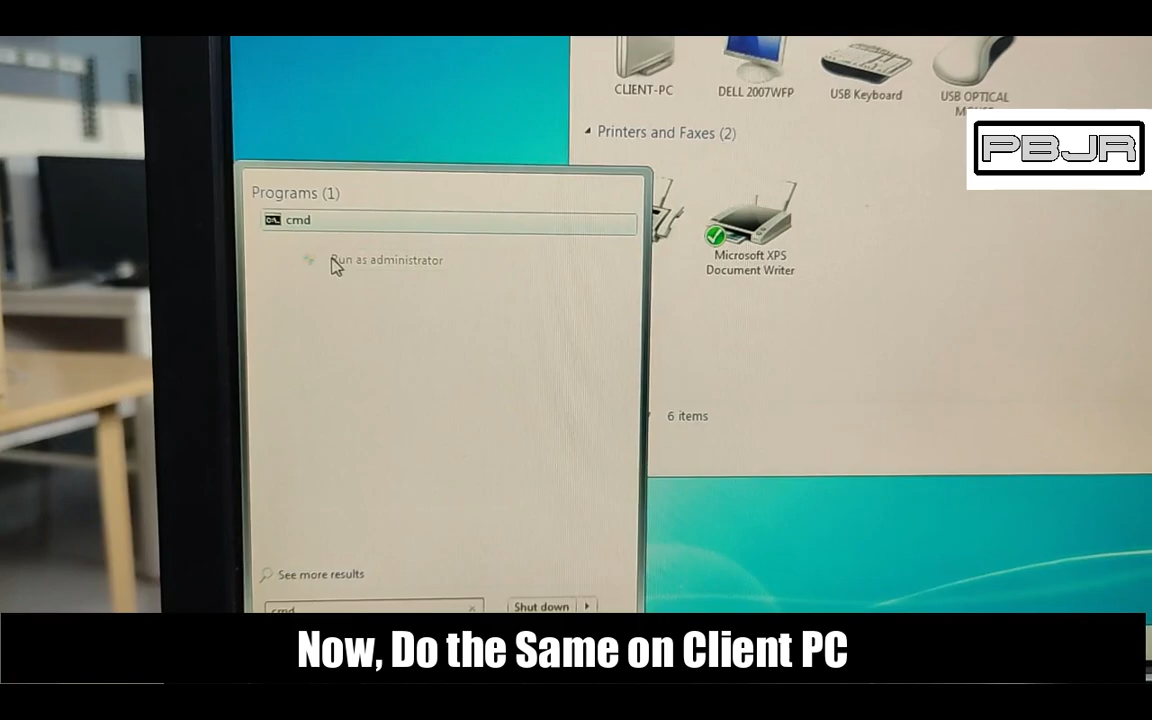 CLIENT-PC
DELL 2007WFP
USB Keyboard
USB OPTICAL
Printers and Faxes (2)
PBJR
Programs (1)
cmd
Run as administrator
Microsoft XPS
Document Writer
6 items
See more results
cmd
Shut down
Now, Do the Same on Client PC